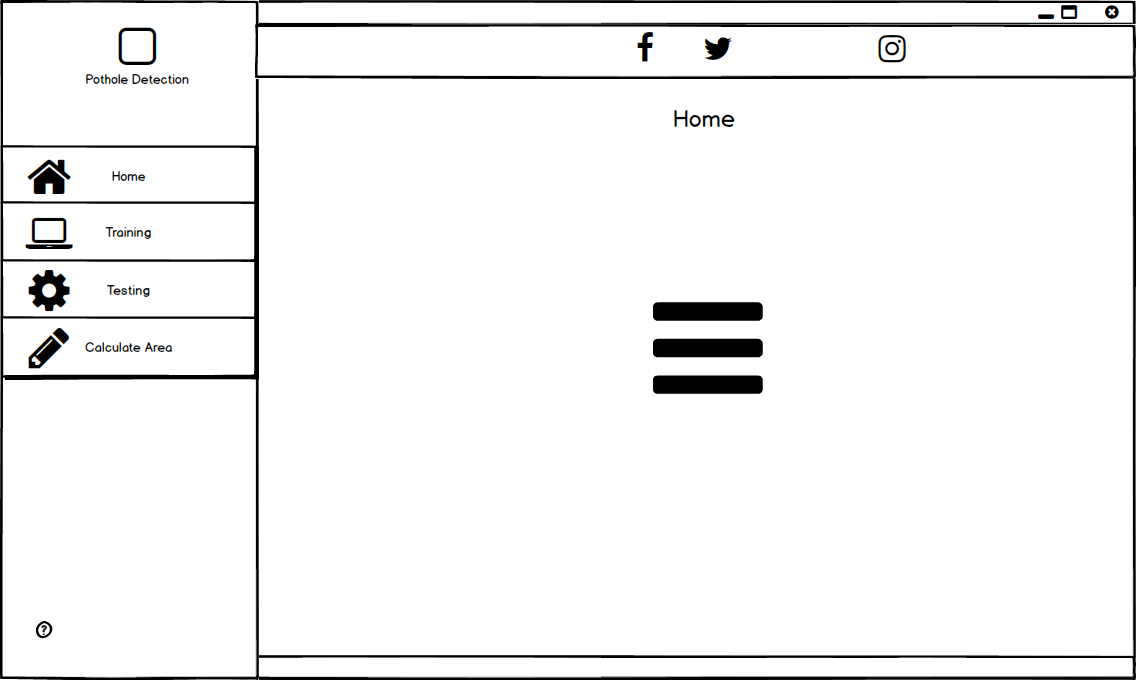 Pothole Detection
Home
Home
Training
Testing
Calculate Area
?